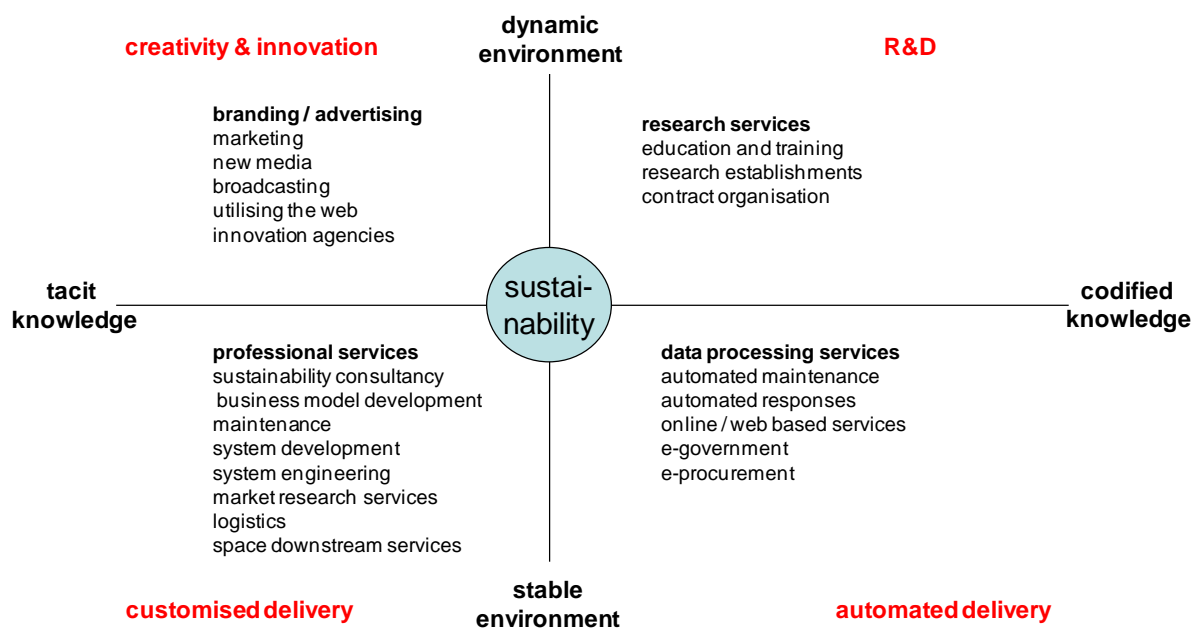 dynamic
environment
creativity & innovation
R&D
branding / advertising
marketing
new media
broadcasting
utilising the web
innovation agencies
research services
education and training
research establishments
contract organisation
tacit
knowledge
sustai-
nability
codified
knowledge
professional services
sustainability consultancy
business model development
maintenance
system development
system engineering
market research services
logistics
space downstream services
data processing services
automated maintenance
automated responses
online / web based services
e-government
e-procurement
customised delivery
stable
environment
automated delivery